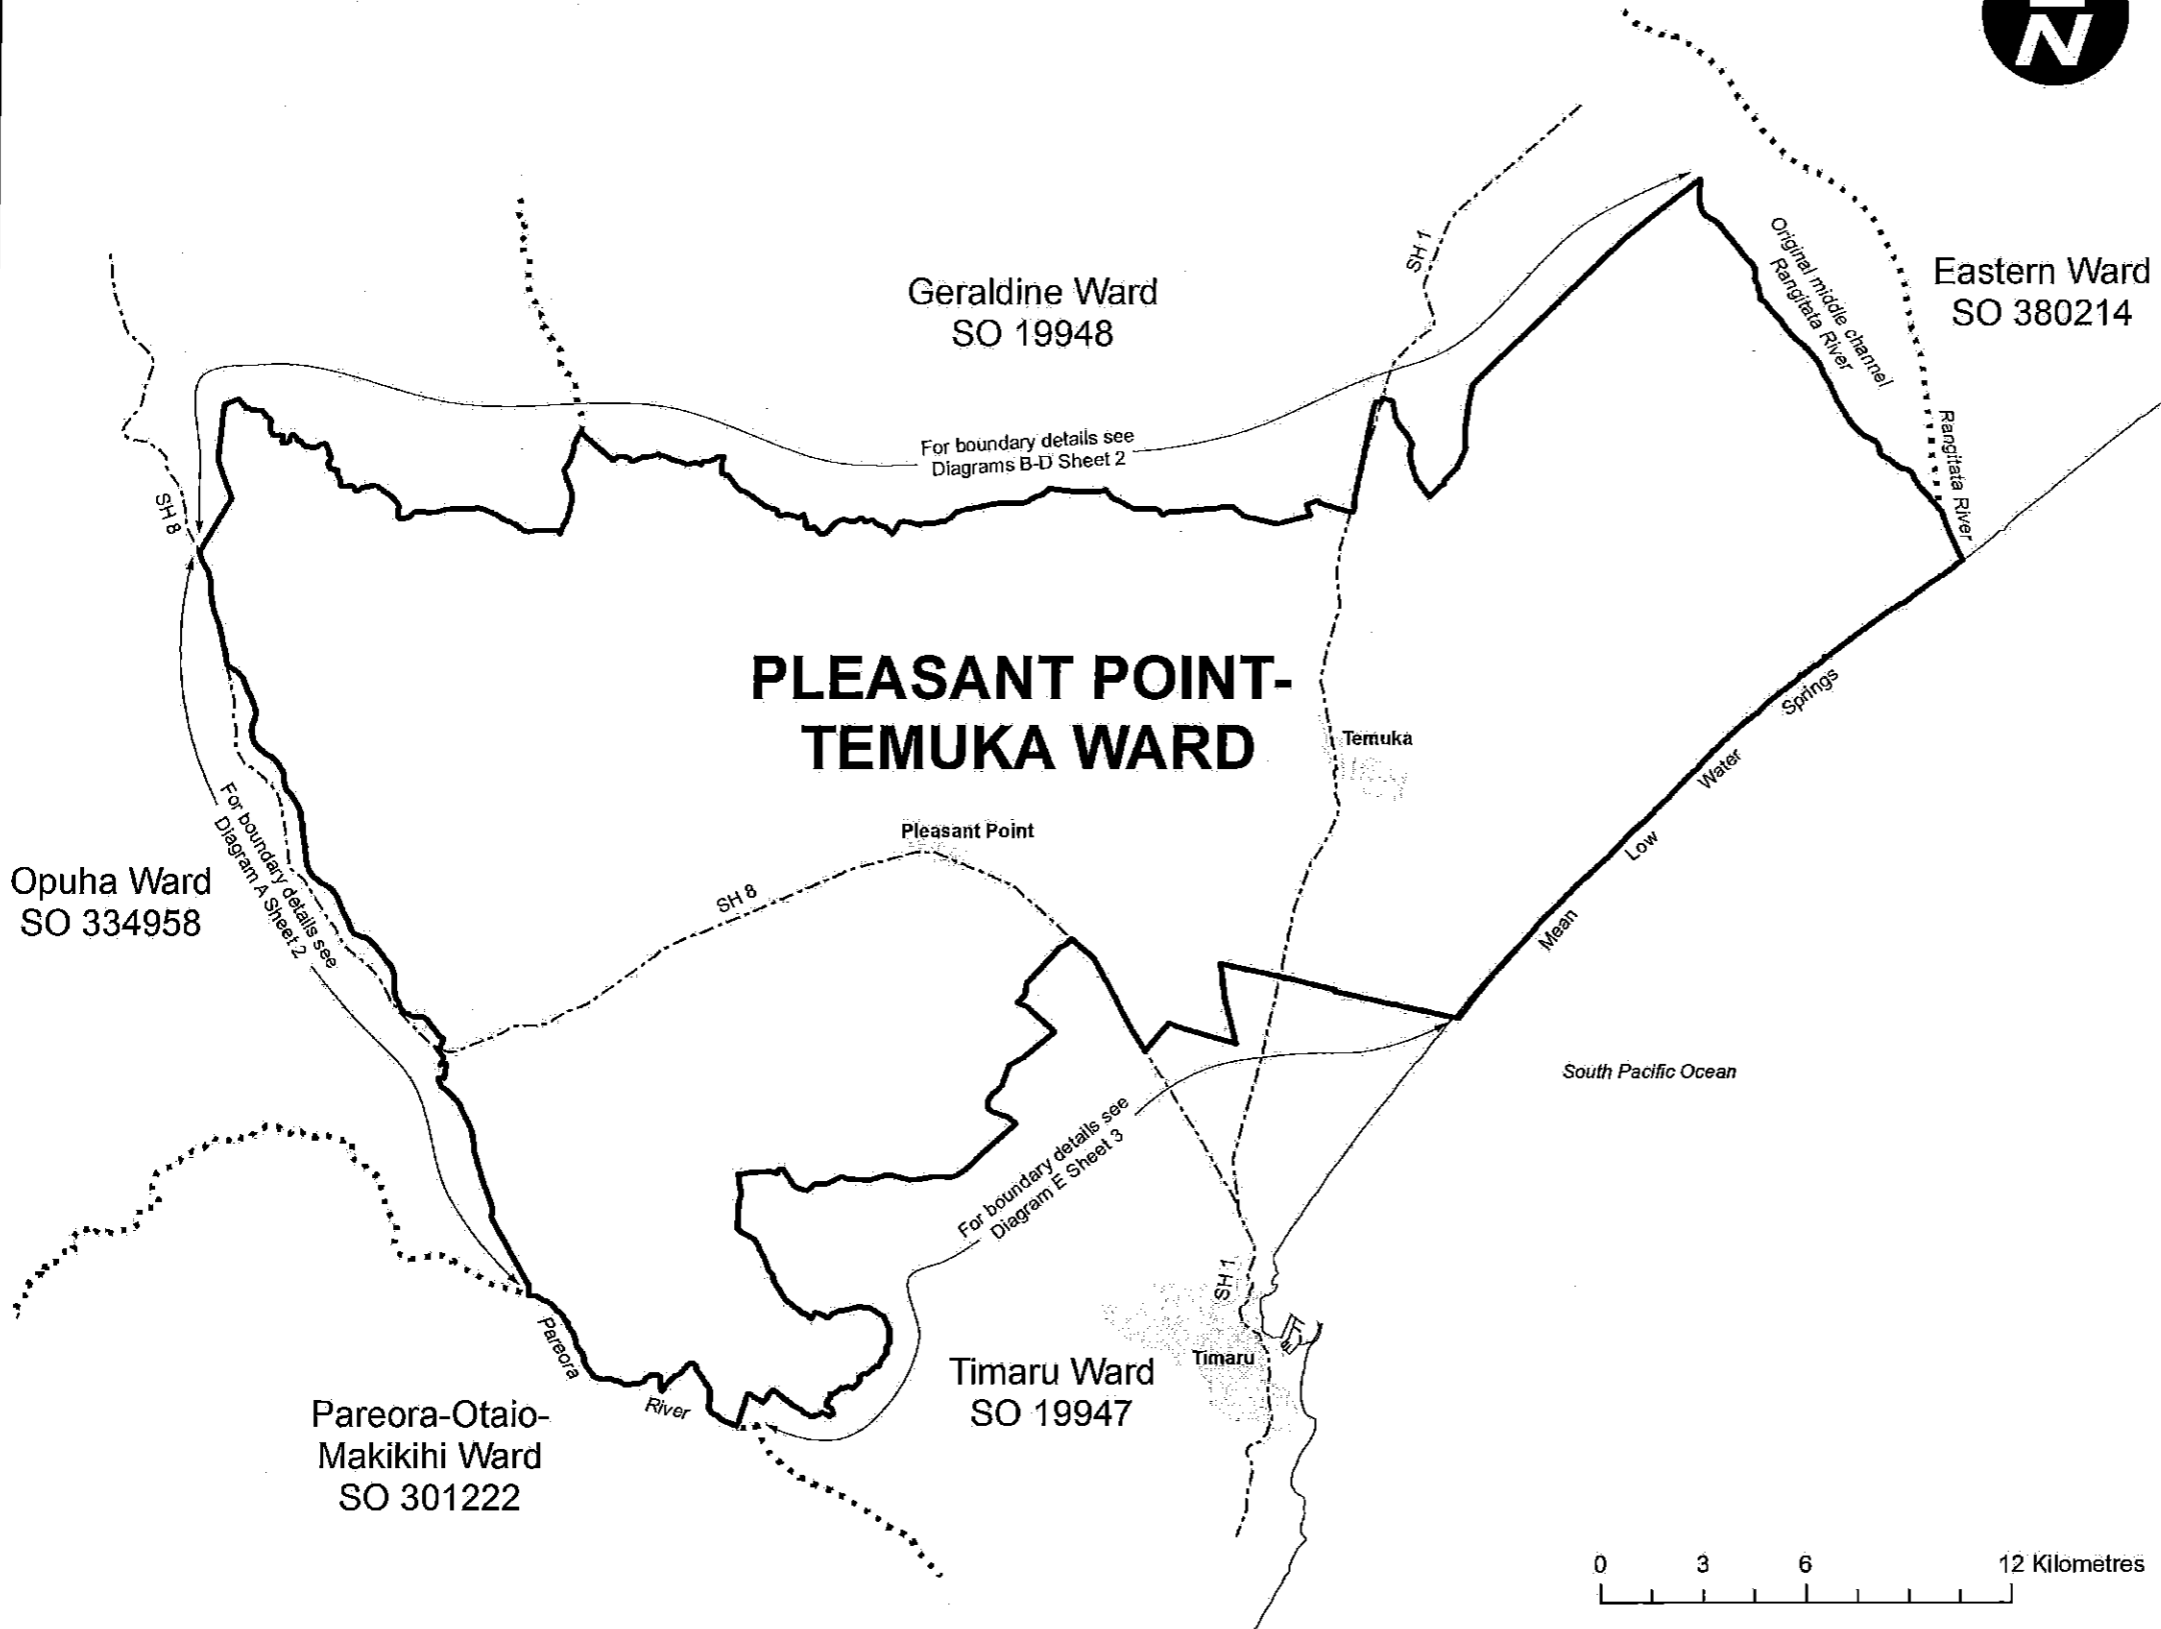 N
SH 1
Original middle channel
Rangitata River
Eastern Ward
SO 380214
Geraldine Ward
SO 19948
For boundary details see
Diagrams B-D Sheet 2
Rangitata River
SH 8
PLEASANT POINT-
TEMUKA WARD
Temuka
Springs
Water
Low
Mean
Pleasant Point
SH 8
For boundary details see
Diagram A Sheet 2
Opuha Ward
SO 334958
South Pacific Ocean
For boundary details see
Diagram E Sheet 3
SH 1
Timaru
Timaru Ward
SO 19947
Pareora
River
Pareora-Otaio-
Makikihi Ward
SO 301222
0 3 6 12 Kilometres